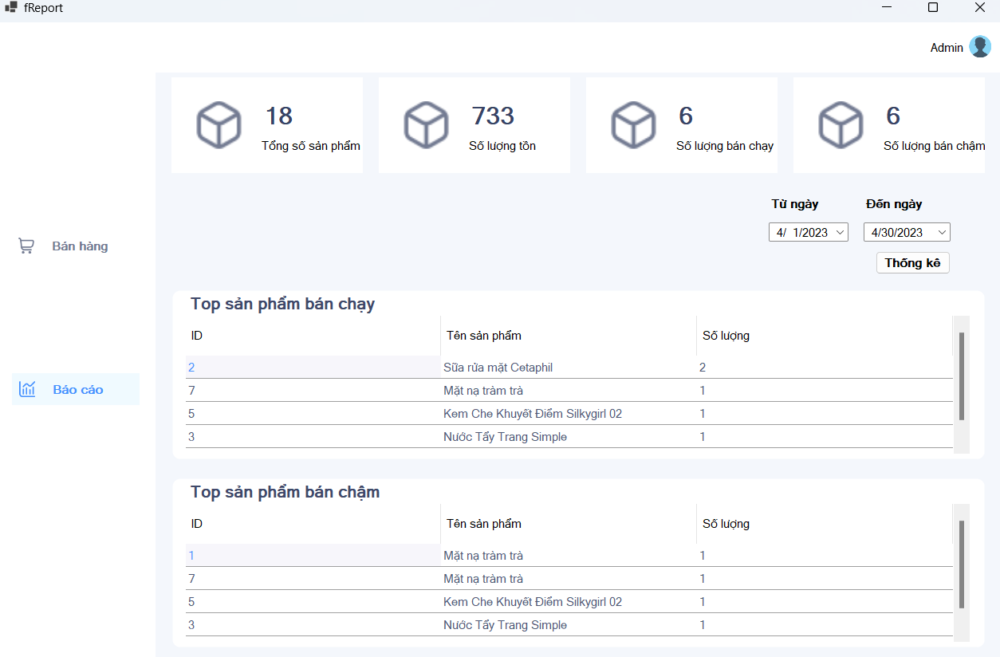 fReport
Admin
18
Tổng số sản phẩm
733
Số lượng tồn
6
Số lượng bán chạy
6
Số lượng bán chậm
Từ ngày Đến ngày
4/ 1/2023 4/30/2023
Thống kê
Bán hàng
Báo cáo
Top sản phẩm bán chạy
ID Tên sản phẩm Số lượng
2 Sữa rửa mặt Cetaphil 2
7 Mặt nạ tràm trà 1
5 Kem Che Khuyết Điểm Silkygirl 02 1
3 Nước Tẩy Trang Simple 1
Top sản phẩm bán chậm
ID Tên sản phẩm Số lượng
1 Mặt nạ tràm trà 1
7 Mặt nạ tràm trà 1
5 Kem Che Khuyết Điểm Silkygirl 02 1
3 Nước Tẩy Trang Simple 1